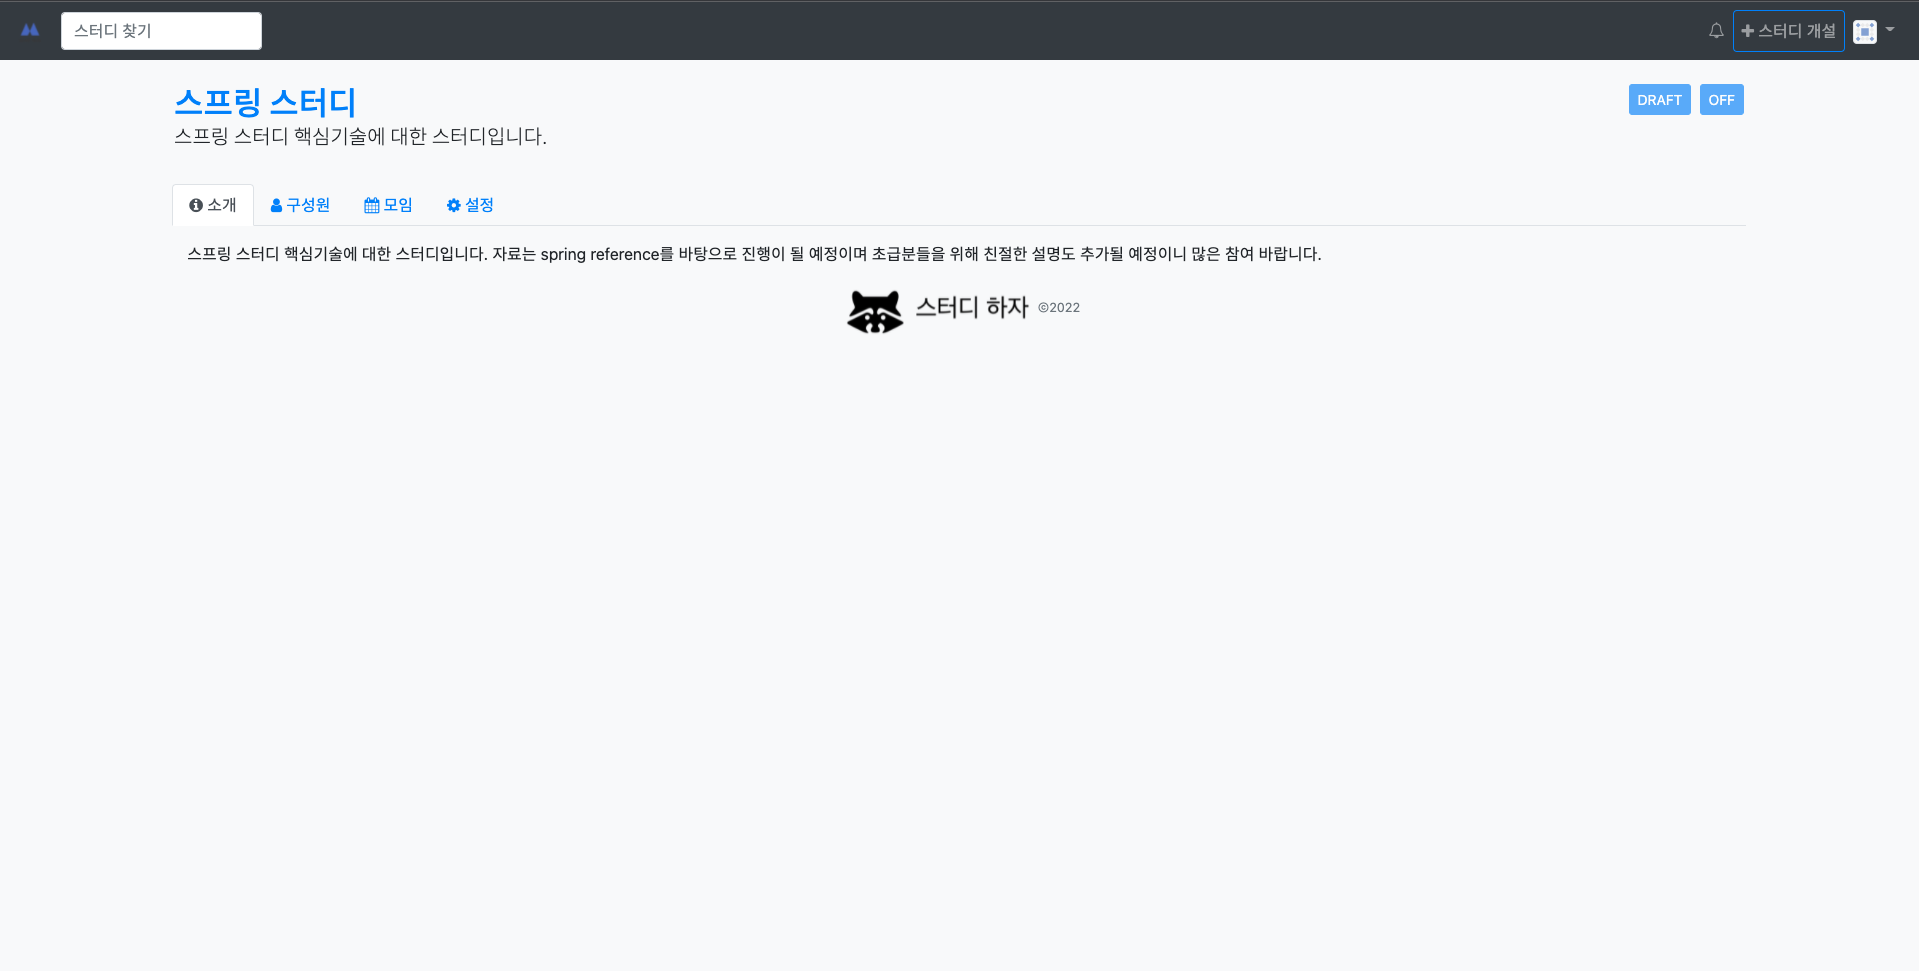 스터디 찾기
스터디 개설
스프링 스터디
DRAFT OFF
스프링 스터디 핵심기술에 대한 스터디입니다.
소개 구성원 모임 설정
스프링 스터디 핵심기술에 대한 스터디입니다. 자료는 spring reference를 바탕으로 진행이 될 예정이며 초급분들을 위해 친절한 설명도 추가될 예정이니 많은 참여 바랍니다.
스터디 하자 ©2022